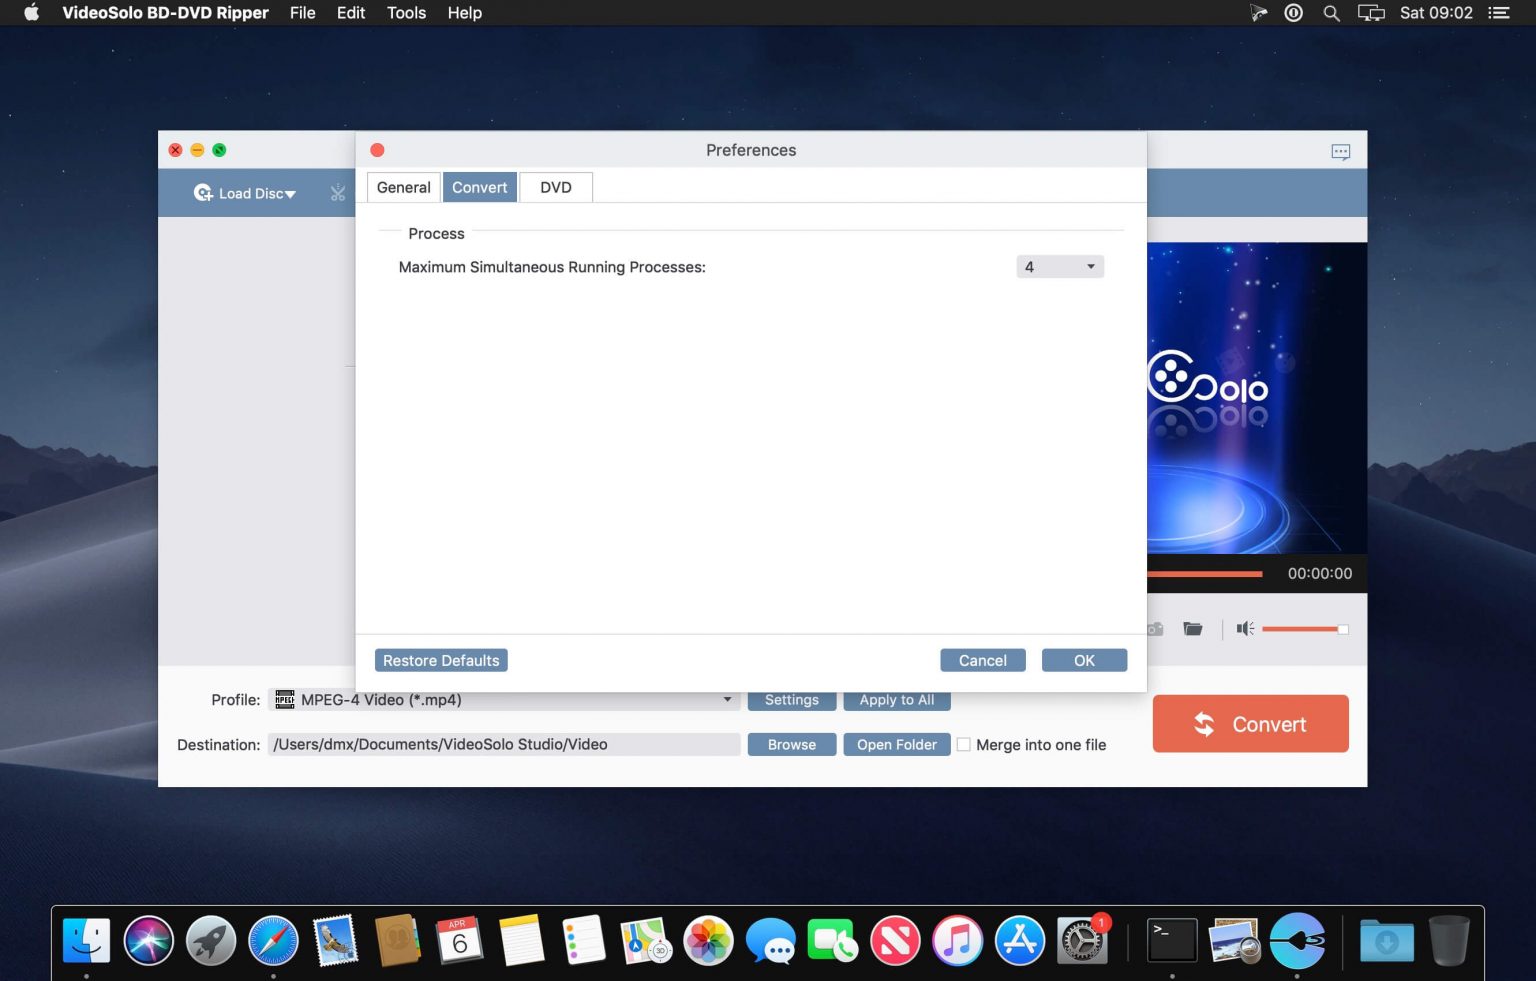 VideoSolo BD-DVD Ripper File Edit Tools Help Sat 09:02
Preferences
Load Disc
General Convert DVD
Process
Maximum Simultaneous Running Processes: 4
Solo
00:00:00
Restore Defaults Cancel OK
Profile: MPEG MPEG-4 Video (*.mp4) Settings Apply to All
Convert
Destination: /Users/dmx/Documents/VideoSolo Studio/Video Browse Open Folder Merge into one file
APR
6
3D
1
>_